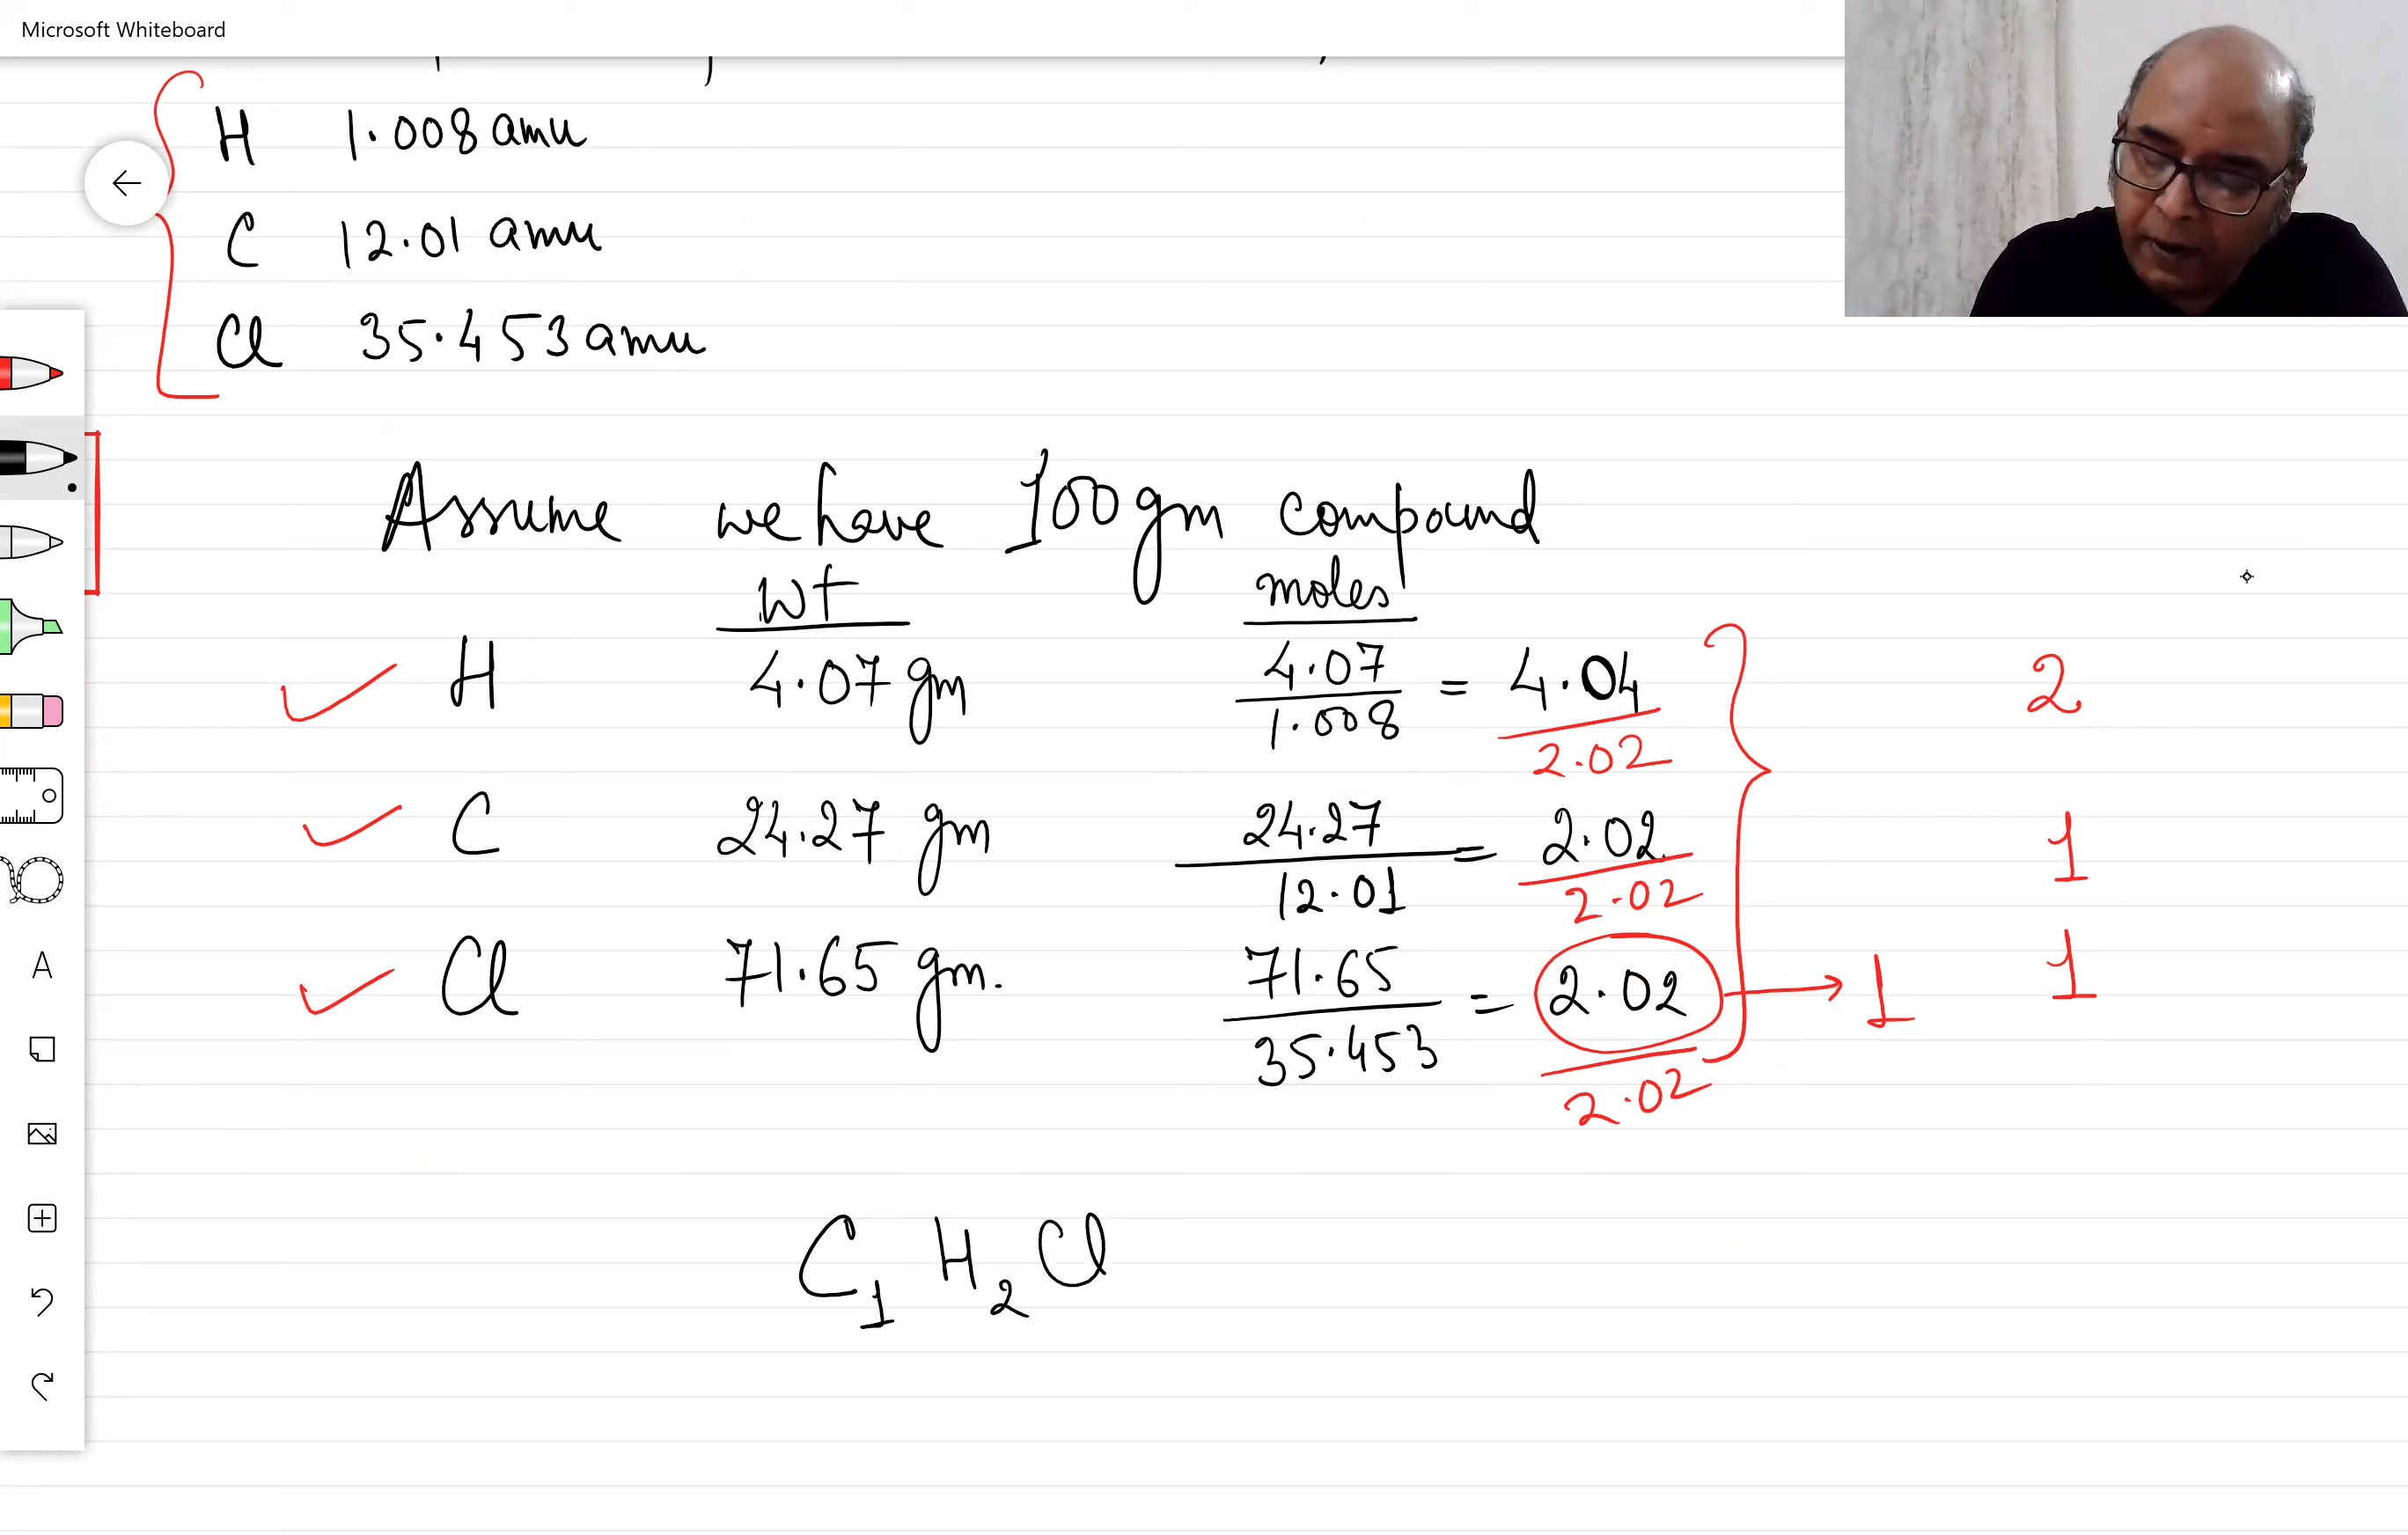 Microsoft Whiteboard
H 1.008 amu
C 12.01 amu
Cl 35.453 amu
Assume we have 100 gm compound
wt moles
H 4.07 gm 4.07/1.008 = 4.04/2.02 2
C 24.27 gm 24.27/12.01 = 2.02/2.02 1
Cl 71.65 gm. 71.65/35.453 = 2.02/2.02 → 1 1
C₁ H₂ Cl
A